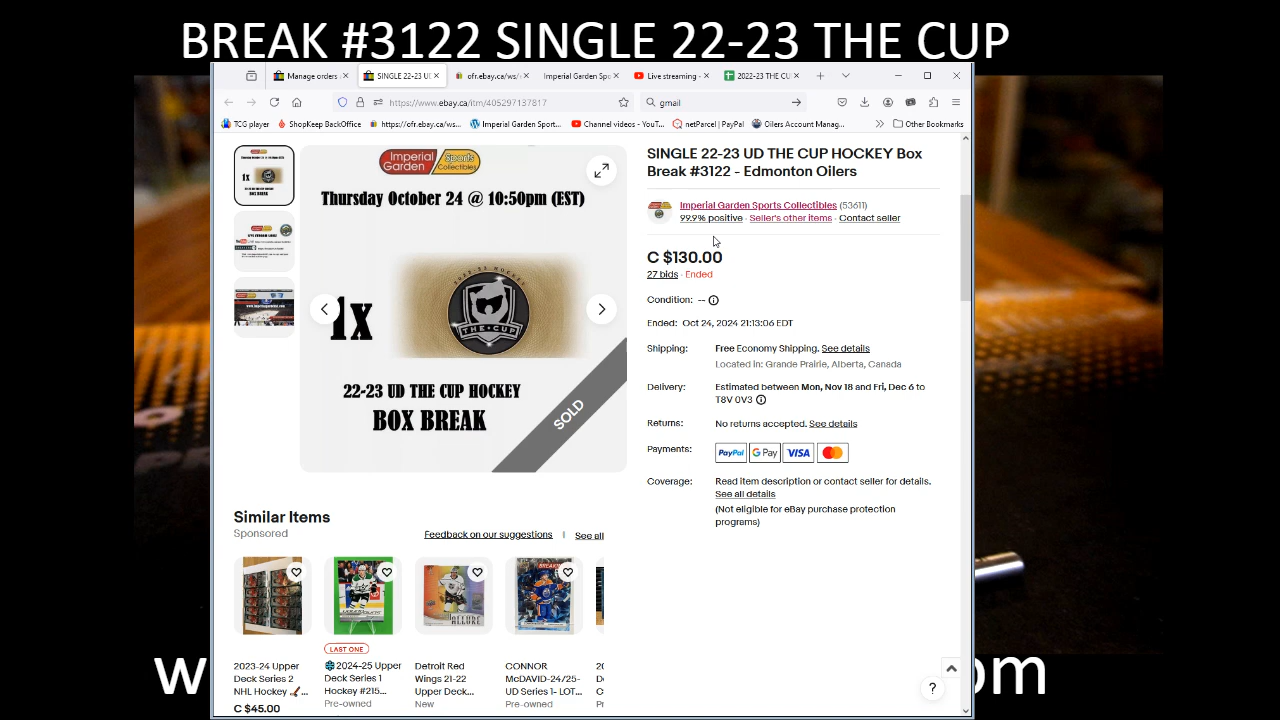 BREAK #3122 SINGLE 22-23 THE CUP
Manage orders
SINGLE 22-23 UD
ofr.ebay.ca/ws/
Imperial Garden Spo
Live streaming -
2022-23 THE CU
https://www.ebay.ca/itm/405297137817
gmail
TCG player
ShopKeep BackOffice
https://ofr.ebay.ca/ws...
Imperial Garden Sport...
Channel videos - YouT...
netParcel | PayPal
Oilers Account Manag...
Other Bookmarks
Imperial Garden Sports Collectibles
Thursday October 24 @ 10:50pm (EST)
1x
2022-23 HOCKEY
THE CUP
22-23 UD THE CUP HOCKEY
BOX BREAK
SOLD
SINGLE 22-23 UD THE CUP HOCKEY Box
Break #3122 - Edmonton Oilers
Imperial Garden Sports Collectibles (53611)
99.9% positive · Seller's other items · Contact seller
C $130.00
27 bids · Ended
Condition: --
Ended: Oct 24, 2024 21:13:06 EDT
Shipping: Free Economy Shipping. See details
Located in: Grande Prairie, Alberta, Canada
Delivery: Estimated between Mon, Nov 18 and Fri, Dec 6 to
T8V 0V3
Returns: No returns accepted. See details
Payments: PayPal G Pay VISA
Coverage: Read item description or contact seller for details.
See all details
(Not eligible for eBay purchase protection
programs)
Similar Items
Sponsored
Feedback on our suggestions | See all
LAST ONE
2023-24 Upper
Deck Series 2
NHL Hockey ...
C $45.00
2024-25 Upper
Deck Series 1
Hockey #215...
Pre-owned
ALLURE
Detroit Red
Wings 21-22
Upper Deck...
New
CONNOR
McDAVID-24/25-
UD Series 1- LOT...
Pre-owned
w
om
?